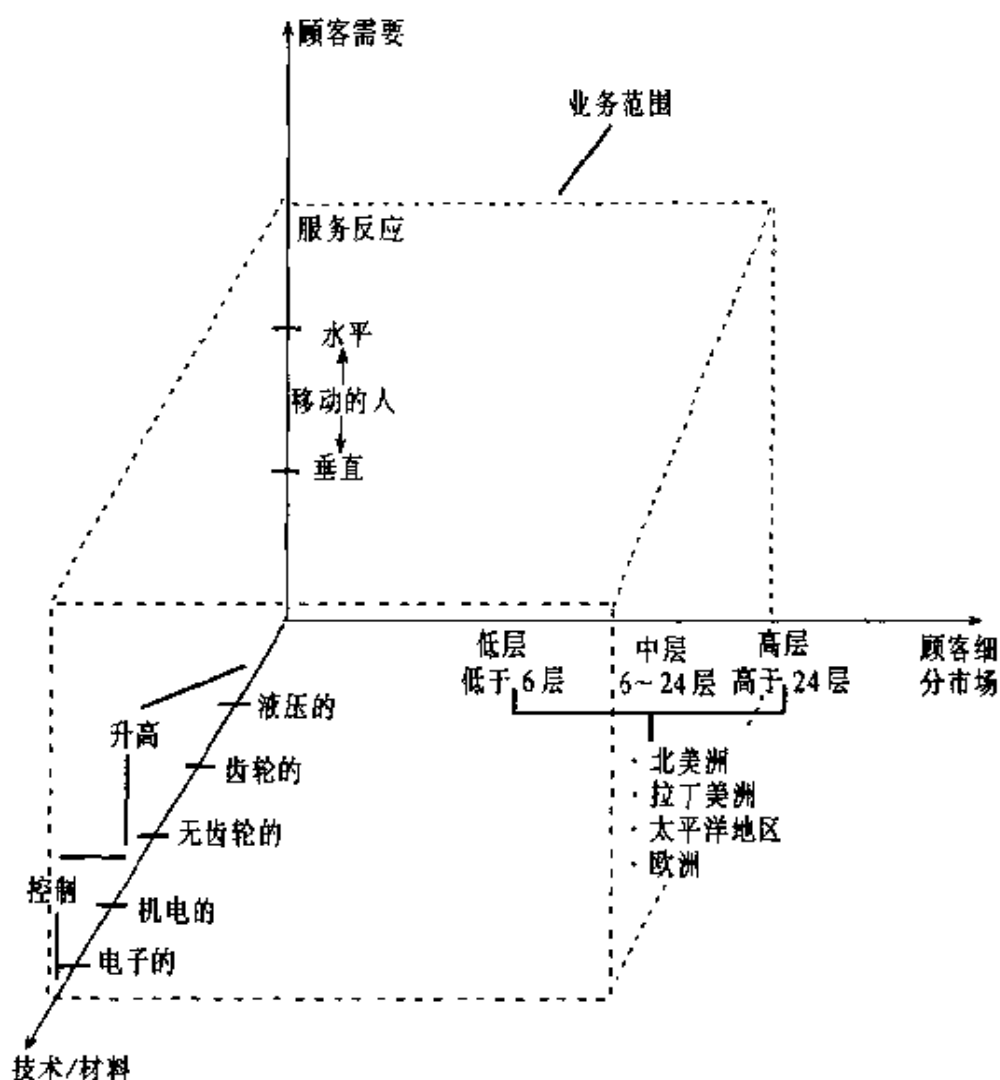 顾客需要
业务范围
服务反应
水平
移动的人
垂直
低层
低于6层
中层
6~24层
高层
高于24层
顾客细
分市场
升高
液压的
齿轮的
无齿轮的
控制
机电的
电子的
· 北美洲
· 拉丁美洲
· 太平洋地区
· 欧洲
技术/材料